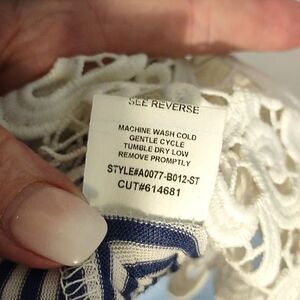 SEE REVERSE
MACHINE WASH COLD
GENTLE CYCLE
TUMBLE DRY LOW
REMOVE PROMPTLY
STYLE#A0077-B012-ST
CUT#614681